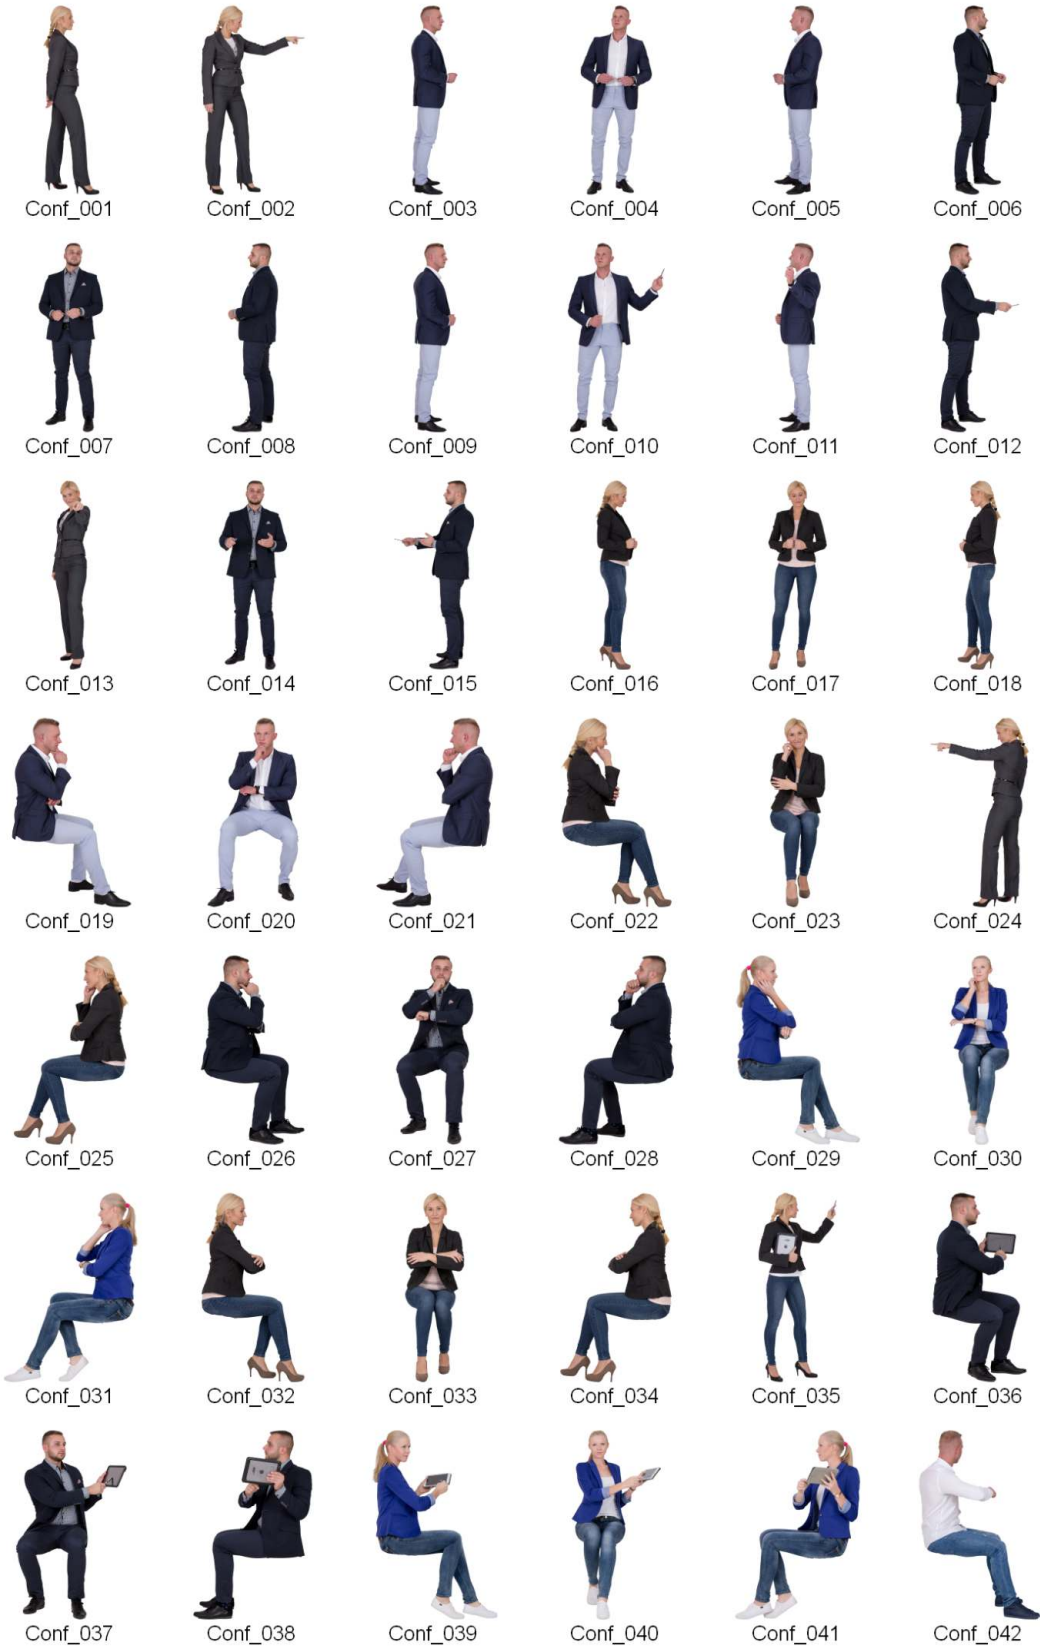 Conf_001 Conf_002 Conf_003 Conf_004 Conf_005 Conf_006
Conf_007 Conf_008 Conf_009 Conf_010 Conf_011 Conf_012
Conf_013 Conf_014 Conf_015 Conf_016 Conf_017 Conf_018
Conf_019 Conf_020 Conf_021 Conf_022 Conf_023 Conf_024
Conf_025 Conf_026 Conf_027 Conf_028 Conf_029 Conf_030
Conf_031 Conf_032 Conf_033 Conf_034 Conf_035 Conf_036
Conf_037 Conf_038 Conf_039 Conf_040 Conf_041 Conf_042